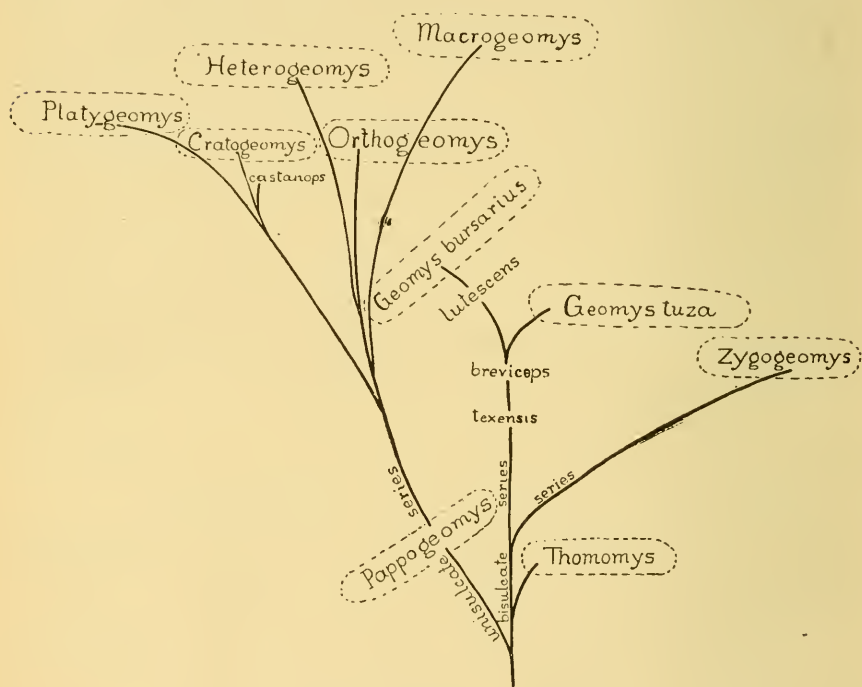 Macrogeomys
Heterogeomys
Platygeomys
Cratogeomys
Orthogeomys
castanops
Geomys bursarius
lutescens
Geomys tuza
Zygogeomys
breviceps
texensis
series
series
series
Pappogeomys
Thomomys
unisulcate
bisulcate